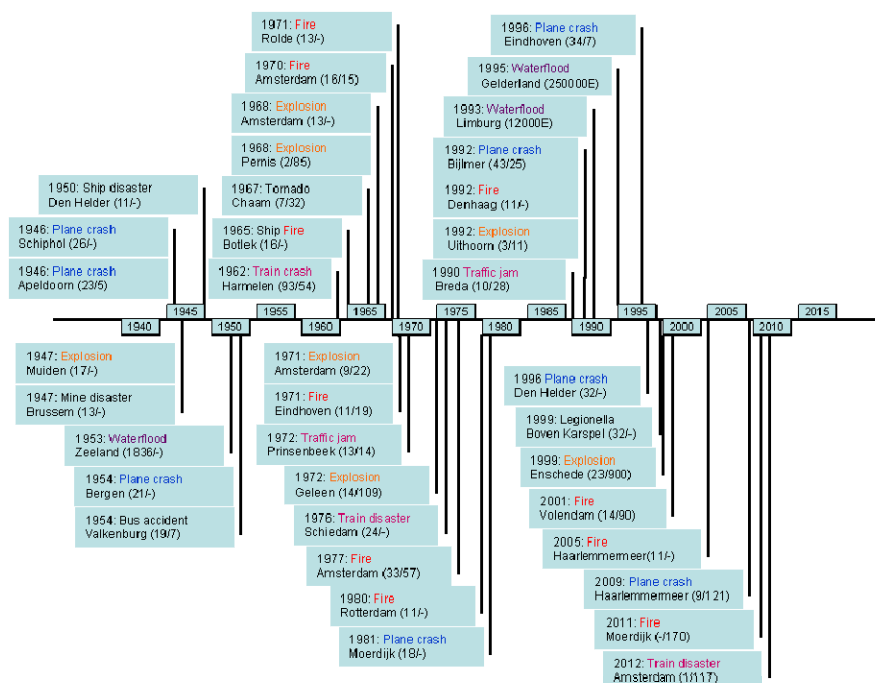 1971: Fire
Rolde (13/-)
1970: Fire
Amsterdam (16/15)
1968: Explosion
Amsterdam (13/-)
1968: Explosion
Pernis (2/85)
1967: Tornado
Chaam (7/32)
1965: Ship Fire
Botlek (16/-)
1962: Train crash
Harmelen (93/54)
1950: Ship disaster
Den Helder (11/-)
1946: Plane crash
Schiphol (26/-)
1946: Plane crash
Apeldoorn (23/5)
1996: Plane crash
Eindhoven (34/7)
1995: Waterflood
Gelderland (250000E)
1993: Waterflood
Limburg (12000E)
1992: Plane crash
Bijlmer (43/25)
1992: Fire
Denhaag (11/-)
1992: Explosion
Uithoorn (3/11)
1990 Traffic jam
Breda (10/28)
1940
1945
1950
1955
1960
1965
1970
1975
1980
1985
1990
1995
2000
2005
2010
2015
1947: Explosion
Muiden (17/-)
1947: Mine disaster
Brussem (13/-)
1953: Waterflood
Zeeland (1836/-)
1954: Plane crash
Bergen (21/-)
1954: Bus accident
Valkenburg (19/7)
1971: Explosion
Amsterdam (9/22)
1971: Fire
Eindhoven (11/19)
1972: Traffic jam
Prinsenbeek (13/14)
1972: Explosion
Geleen (14/109)
1976: Train disaster
Schiedam (24/-)
1977: Fire
Amsterdam (33/57)
1980: Fire
Rotterdam (11/-)
1981: Plane crash
Moerdijk (18/-)
1996 Plane crash
Den Helder (32/-)
1999: Legionella
Boven Karspel (32/-)
1999: Explosion
Enschede (23/900)
2001: Fire
Volendam (14/90)
2005: Fire
Haarlemmermeer(11/-)
2009: Plane crash
Haarlemmermeer (9/121)
2011: Fire
Moerdijk (-/170)
2012: Train disaster
Amsterdam (1/117)